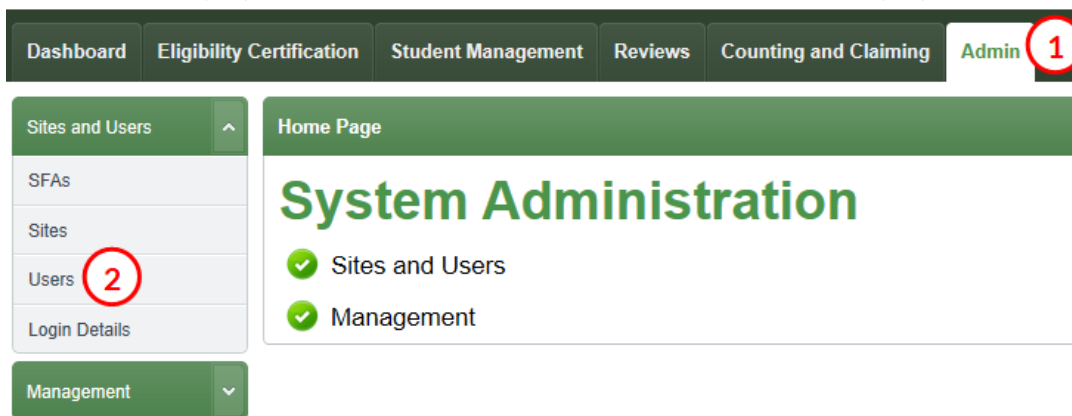 Dashboard Eligibility Certification Student Management Reviews Counting and Claiming Admin 1
Sites and Users
SFAs
Sites
Users 2
Login Details
Management
Home Page
System Administration
Sites and Users
Management